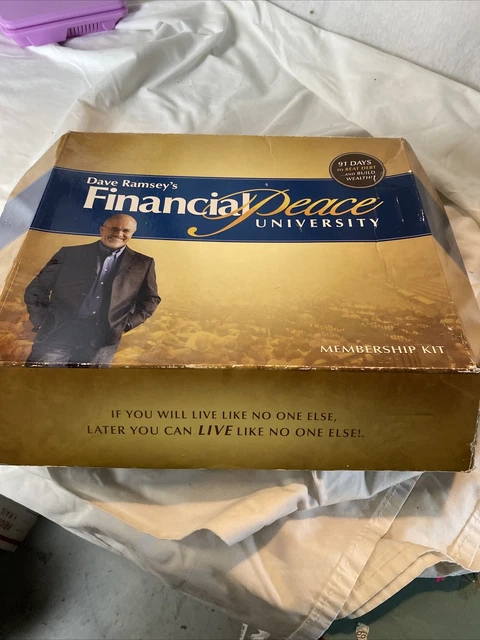 91 DAYS
TO BEAT DEBT
...AND BUILD
WEALTH!
Dave Ramsey's
Financial Peace
UNIVERSITY
MEMBERSHIP KIT
IF YOU WILL LIVE LIKE NO ONE ELSE,
LATER YOU CAN LIVE LIKE NO ONE ELSE!